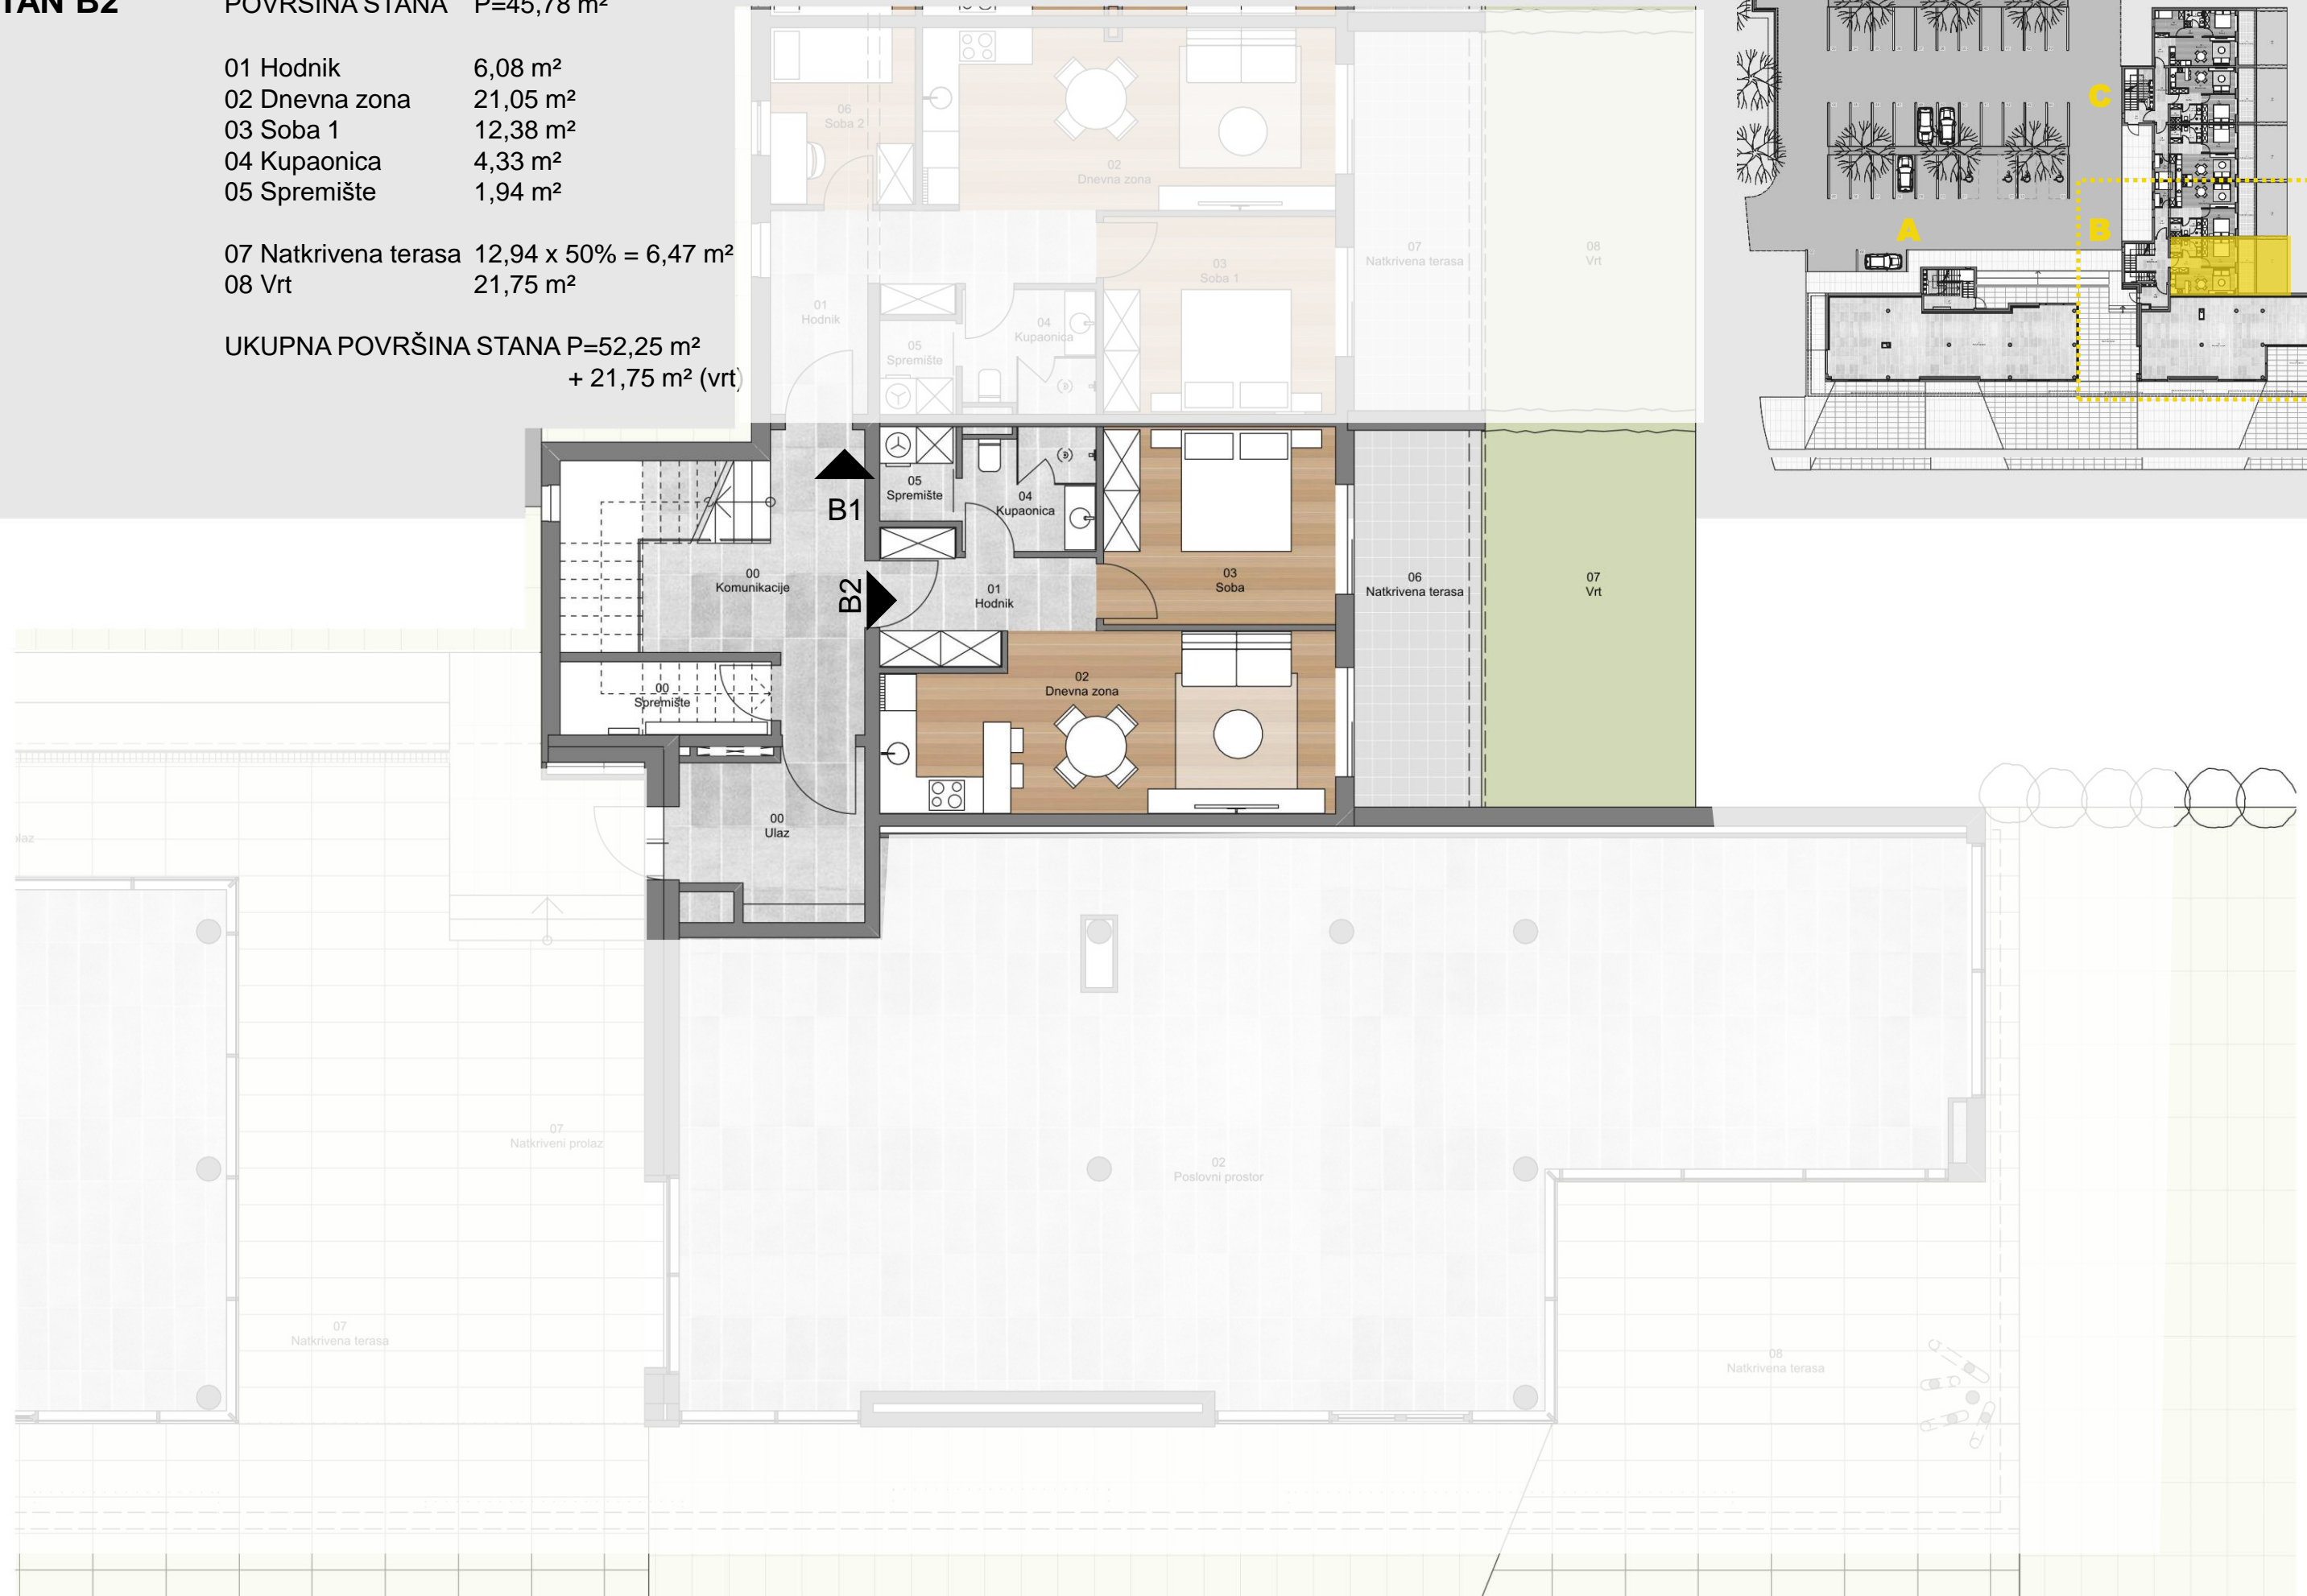 TAN B2
POVRŠINA STANA P=45,78 m²
01 Hodnik 6,08 m²
02 Dnevna zona 21,05 m²
03 Soba 1 12,38 m²
04 Kupaonica 4,33 m²
05 Spremište 1,94 m²
07 Natkrivena terasa 12,94 x 50% = 6,47 m²
08 Vrt 21,75 m²
UKUPNA POVRŠINA STANA P=52,25 m²
+ 21,75 m² (vrt)
C
A
B
06
Soba 2
02
Dnevna zona
07
Natkrivena terasa
08
Vrt
03
Soba 1
01
Hodnik
04
Kupaonica
05
Spremište
B1
05
Spremište
04
Kupaonica
00
Komunikacije
B2
01
Hodnik
03
Soba
06
Natkrivena terasa
07
Vrt
00
Spremište
02
Dnevna zona
00
Ulaz
laz
07
Natkriveni prolaz
02
Poslovni prostor
07
Natkrivena terasa
08
Natkrivena terasa